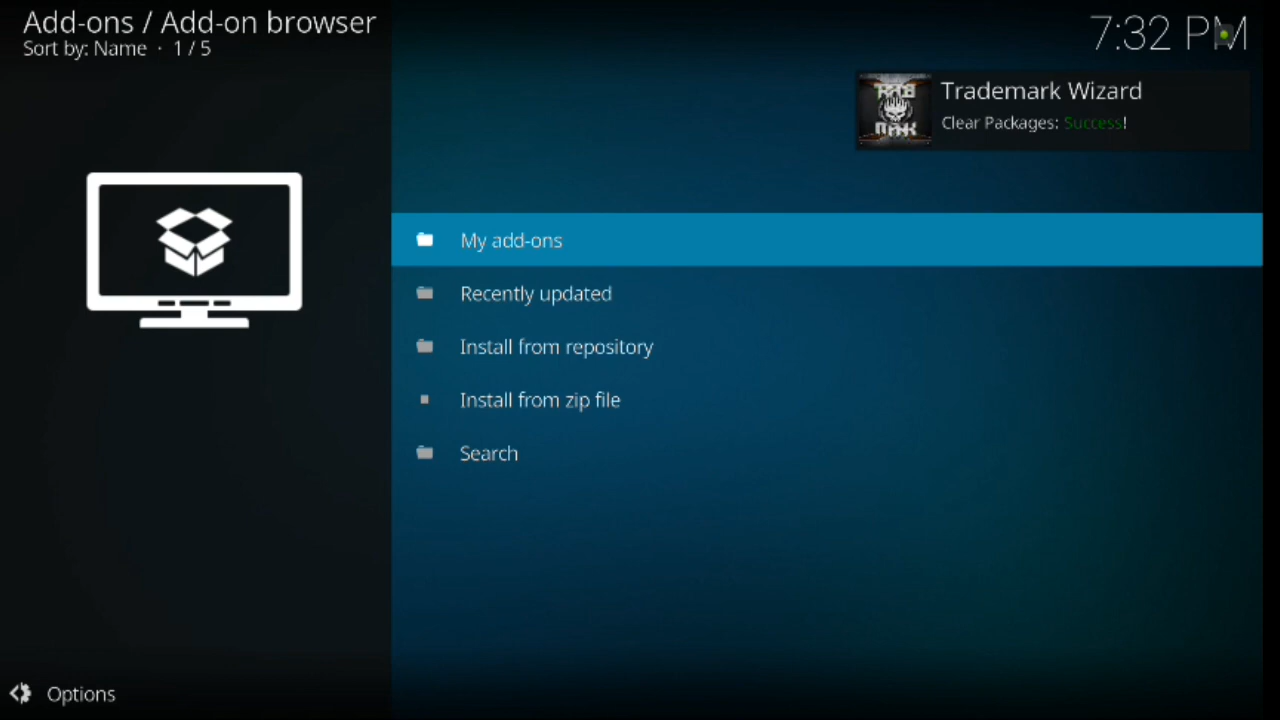 Add-ons / Add-on browser
Sort by: Name · 1 / 5
7:32 PM
Trademark Wizard
Clear Packages: Success!
My add-ons
Recently updated
Install from repository
Install from zip file
Search
Options